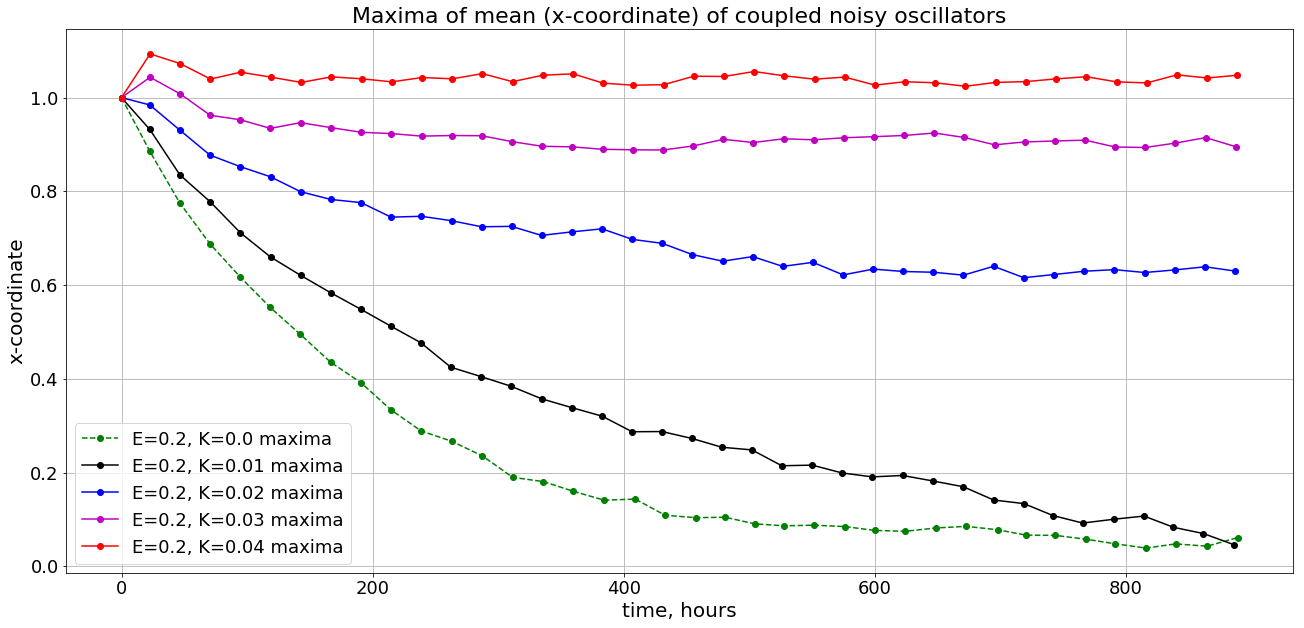 Maxima of mean (x-coordinate) of coupled noisy oscillators
x-coordinate
1.0
0.8
0.6
0.4
0.2
0.0
E=0.2, K=0.0 maxima
E=0.2, K=0.01 maxima
E=0.2, K=0.02 maxima
E=0.2, K=0.03 maxima
E=0.2, K=0.04 maxima
0 200 400 600 800
time, hours